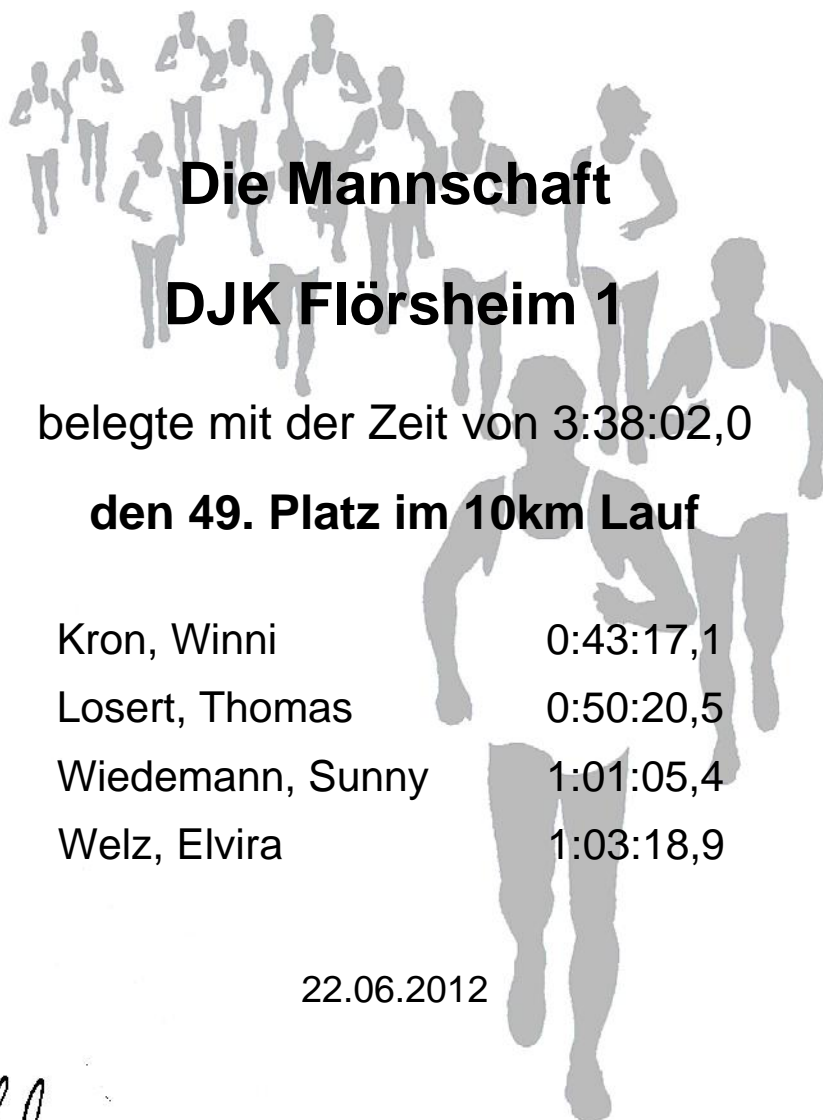 Die Mannschaft
DJK Flörsheim 1
belegte mit der Zeit von 3:38:02,0
den 49. Platz im 10km Lauf
Kron, Winni 0:43:17,1
Losert, Thomas 0:50:20,5
Wiedemann, Sunny 1:01:05,4
Welz, Elvira 1:03:18,9
22.06.2012